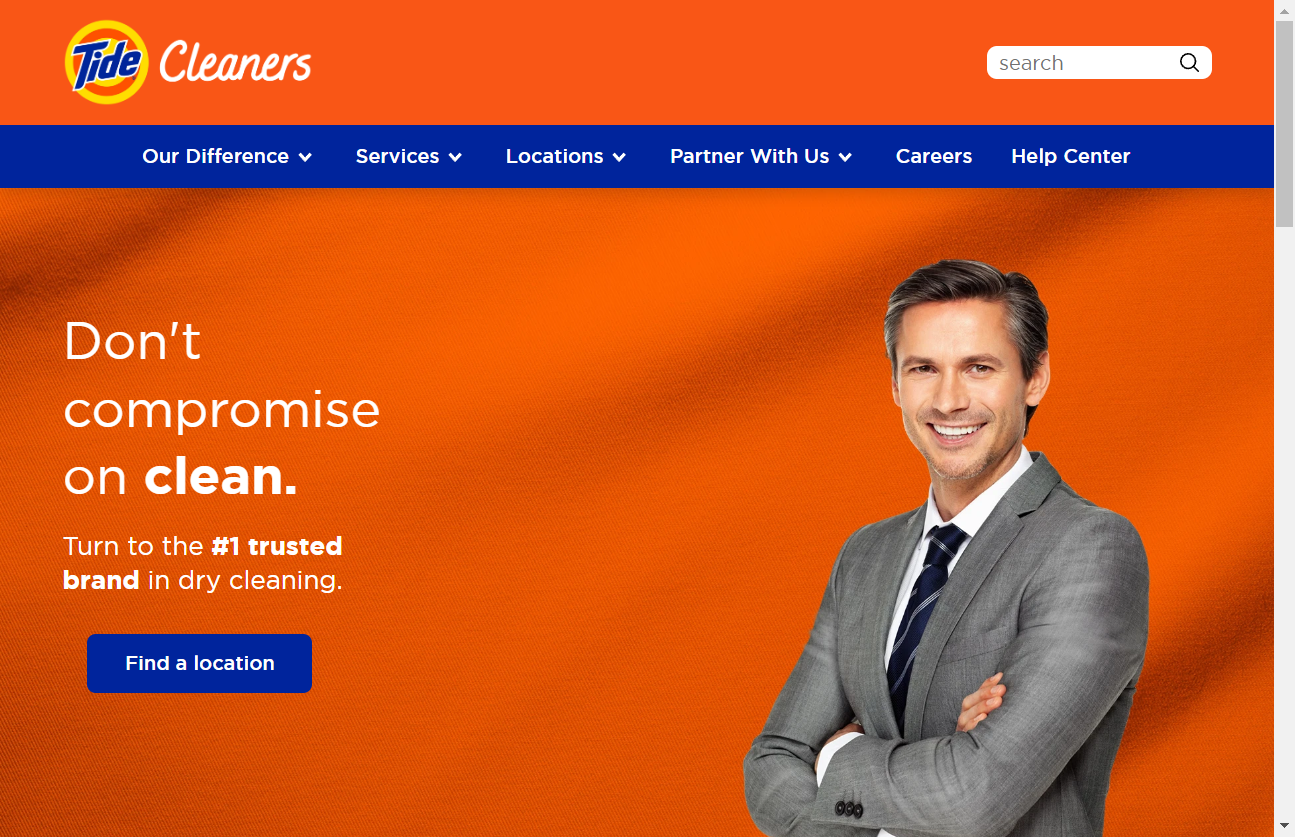 Tide Cleaners
search
Our Difference Services Locations Partner With Us Careers Help Center
Don't
compromise
on clean.
Turn to the #1 trusted
brand in dry cleaning.
Find a location